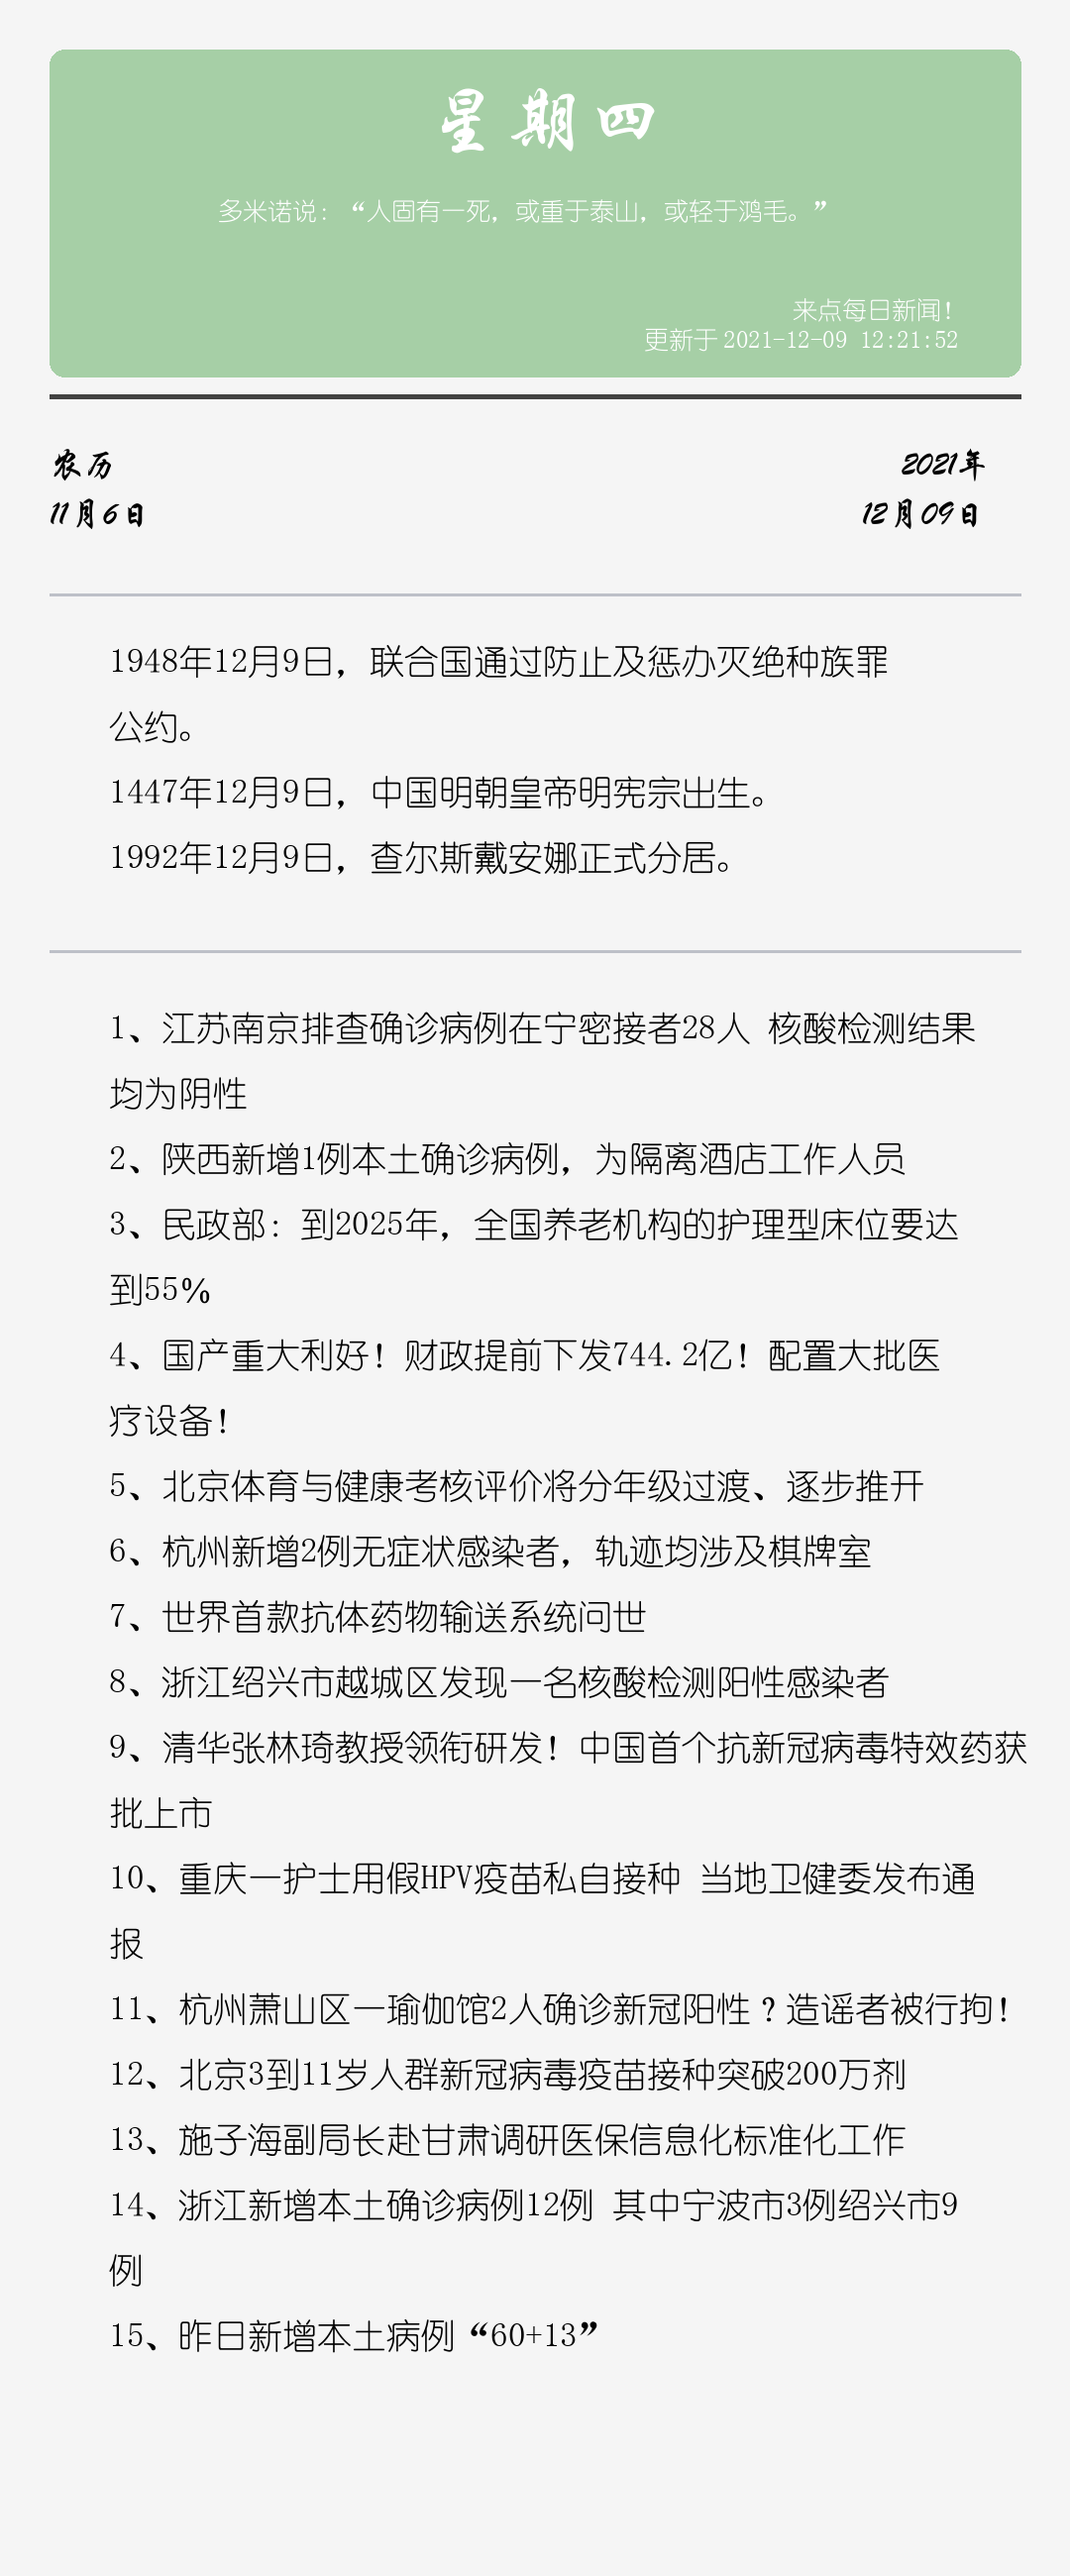 星期四
多米诺说：“人固有一死，或重于泰山，或轻于鸿毛。”
来点每日新闻！
更新于 2021-12-09 12:21:52
农历
2021年
11月6日
12月09日
1948年12月9日，联合国通过防止及惩办灭绝种族罪
公约。
1447年12月9日，中国明朝皇帝明宪宗出生。
1992年12月9日，查尔斯戴安娜正式分居。
1、江苏南京排查确诊病例在宁密接者28人 核酸检测结果
均为阴性
2、陕西新增1例本土确诊病例，为隔离酒店工作人员
3、民政部：到2025年，全国养老机构的护理型床位要达
到55%
4、国产重大利好！财政提前下发744.2亿！配置大批医
疗设备！
5、北京体育与健康考核评价将分年级过渡、逐步推开
6、杭州新增2例无症状感染者，轨迹均涉及棋牌室
7、世界首款抗体药物输送系统问世
8、浙江绍兴市越城区发现一名核酸检测阳性感染者
9、清华张林琦教授领衔研发！中国首个抗新冠病毒特效药获
批上市
10、重庆一护士用假HPV疫苗私自接种 当地卫健委发布通
报
11、杭州萧山区一瑜伽馆2人确诊新冠阳性？造谣者被行拘！
12、北京3到11岁人群新冠病毒疫苗接种突破200万剂
13、施子海副局长赴甘肃调研医保信息化标准化工作
14、浙江新增本土确诊病例12例 其中宁波市3例绍兴市9
例
15、昨日新增本土病例“60+13”